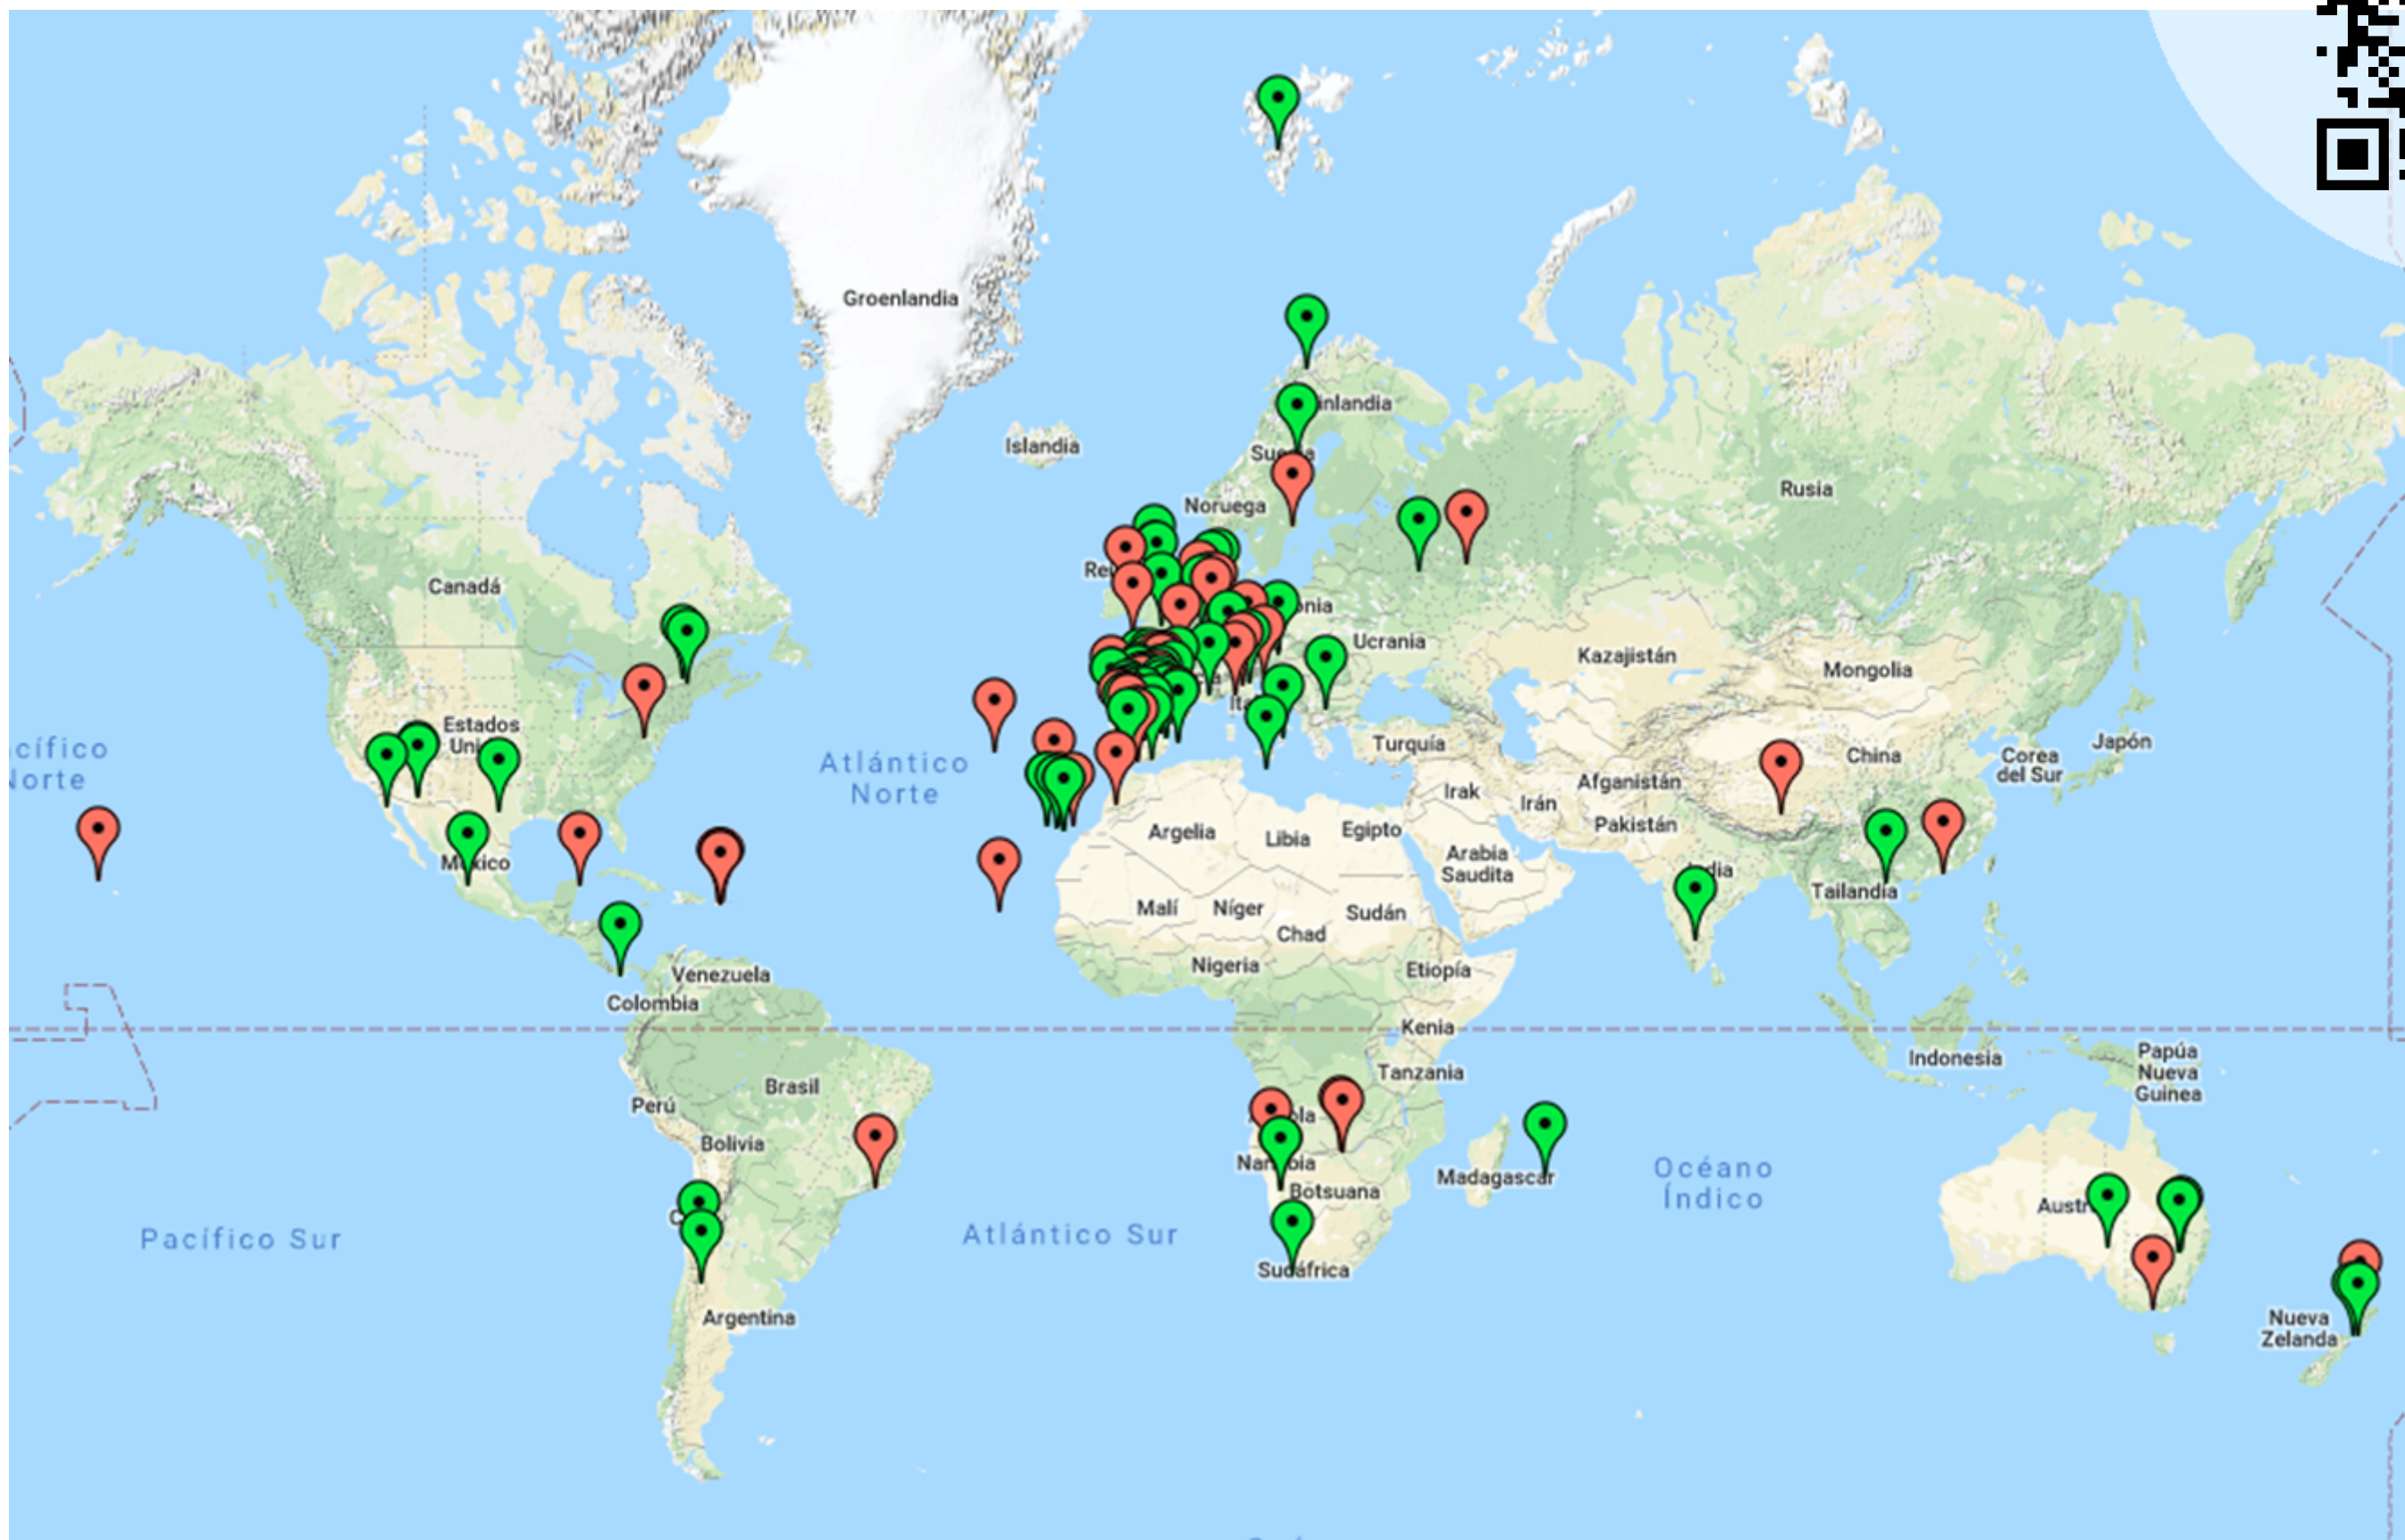 Groenlandia
inlandia
Islandia
Noruega
Rusia
Canadá
Ucrania
Kazajistán
Mongolia
Estados
Atlántico
Norte
Turquía
China
Corea
del Sur
Japón
Afganistán
Irak
Irán
Pakistán
Argelia
Libia
Egipto
Arabia
Saudita
Tailandia
Malí
Níger
Sudán
Chad
Nigeria
Etiopía
Venezuela
Colombia
Kenia
Indonesia
Papúa
Nueva
Guinea
Tanzania
Brasil
Perú
Bolivia
Madagascar
Botsuana
Océano
Índico
Pacífico Sur
Atlántico Sur
Sudáfrica
Argentina
Nueva
Zelanda